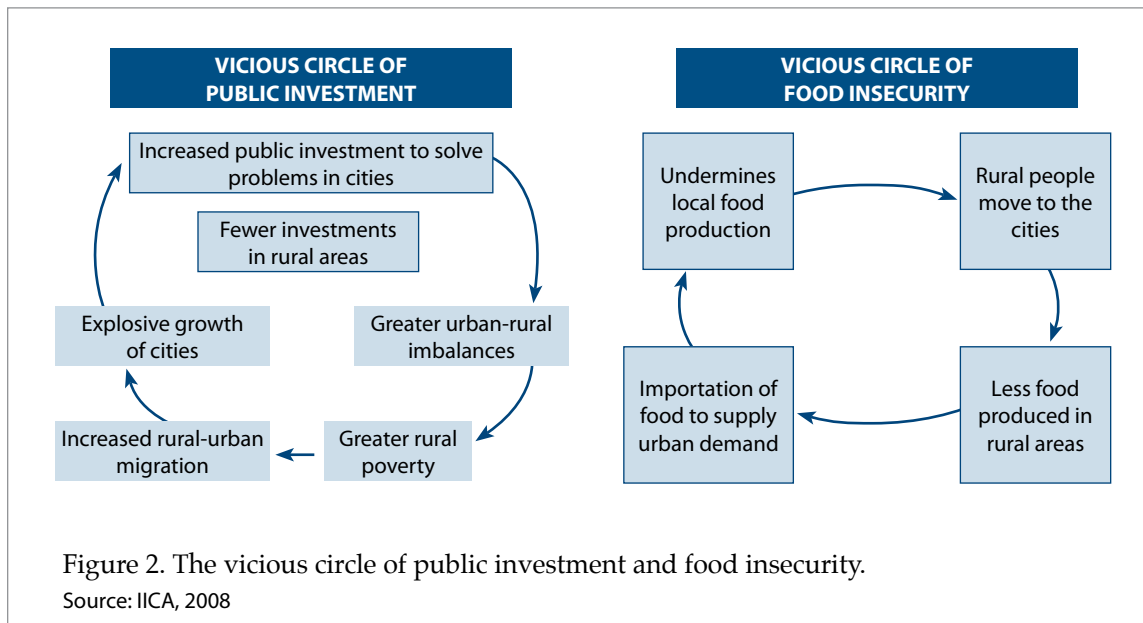 VICIOUS CIRCLE OF
PUBLIC INVESTMENT
Increased public investment to solve
problems in cities
Fewer investments
in rural areas
Explosive growth
of cities
Greater urban-rural
imbalances
Increased rural-urban
migration
Greater rural
poverty
VICIOUS CIRCLE OF
FOOD INSECURITY
Undermines
local food
production
Rural people
move to the
cities
Importation of
food to supply
urban demand
Less food
produced in
rural areas
Figure 2. The vicious circle of public investment and food insecurity.
Source: IICA, 2008